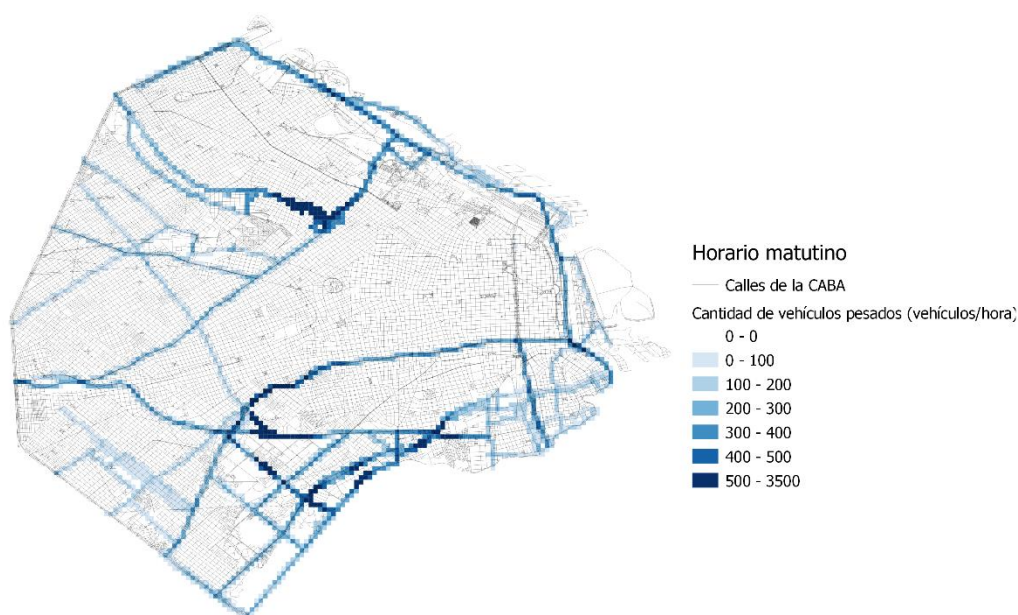 Horario matutino
Calles de la CABA
Cantidad de vehículos pesados (vehículos/hora)
0 - 0
0 - 100
100 - 200
200 - 300
300 - 400
400 - 500
500 - 3500